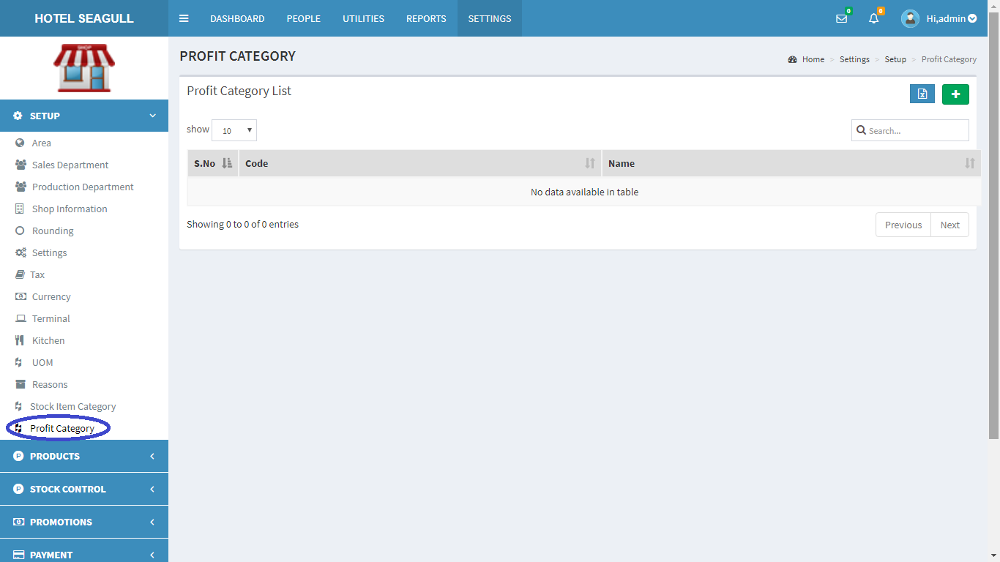 HOTEL SEAGULL
DASHBOARD PEOPLE UTILITIES REPORTS SETTINGS
0 0 Hi,admin
SHOP
PROFIT CATEGORY
Home > Settings > Setup > Profit Category
SETUP
Area
Sales Department
Production Department
Shop Information
Rounding
Settings
Tax
Currency
Terminal
Kitchen
UOM
Reasons
Stock Item Category
Profit Category
PRODUCTS
STOCK CONTROL
PROMOTIONS
PAYMENT
Profit Category List
show 10
Search...
S.No Code Name
No data available in table
Showing 0 to 0 of 0 entries
Previous Next